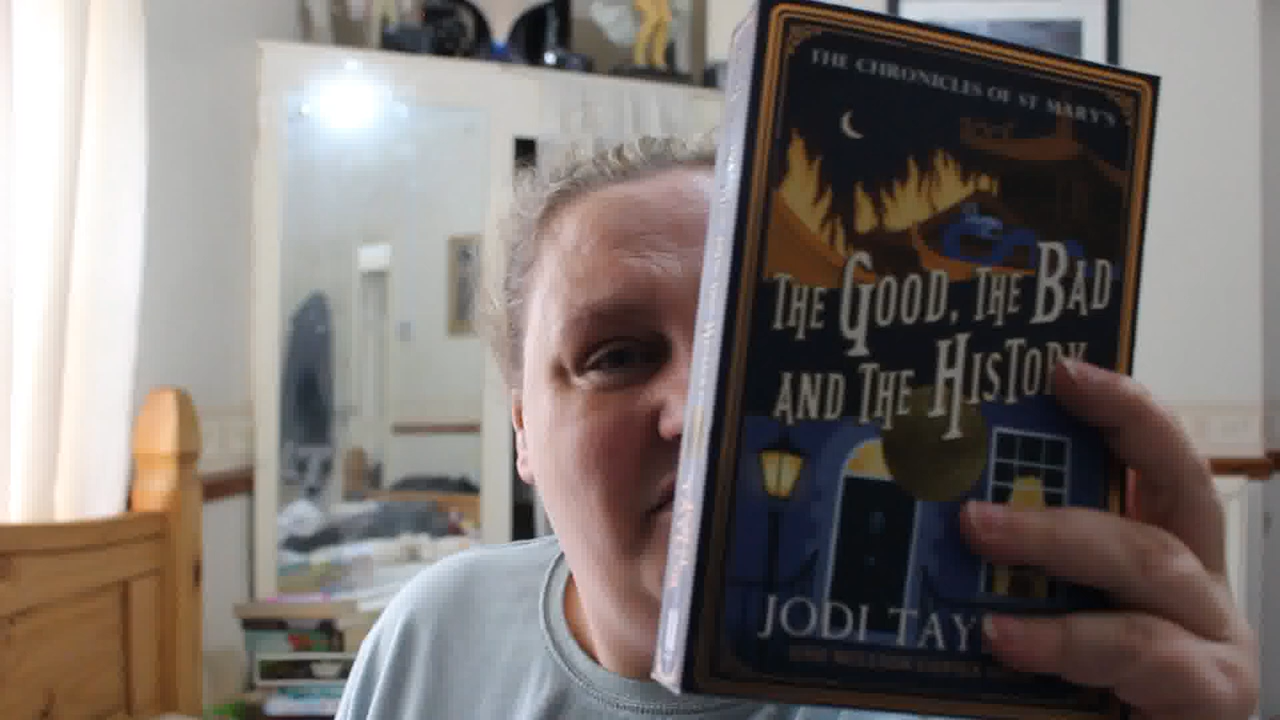 THE CHRONICLES OF ST MARY'S
THE GOOD, THE BAD
AND THE HISTORY
JODI TAY